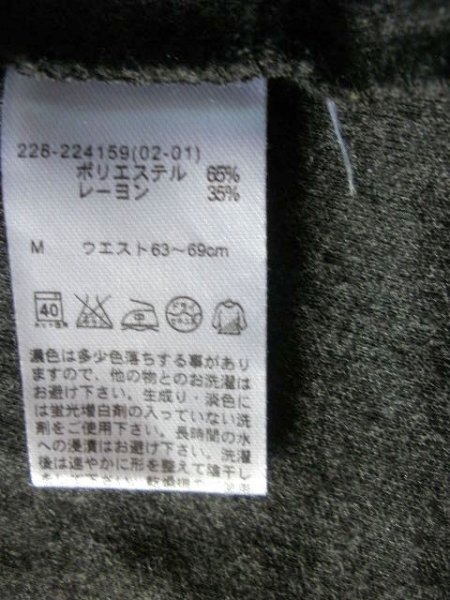 226-224159(02-01)
ポリエステル 65%
レーヨン 35%
M ウエスト63〜69cm
40
濃色は多少色落ちする事があり
ますので、他の物とのお洗濯は
お避け下さい。生成り・淡色に
は蛍光増白剤の入っていない洗
剤をご使用下さい。長時間の水
への浸漬はお避け下さい。洗濯
後は速やかに形を整えて陰干し